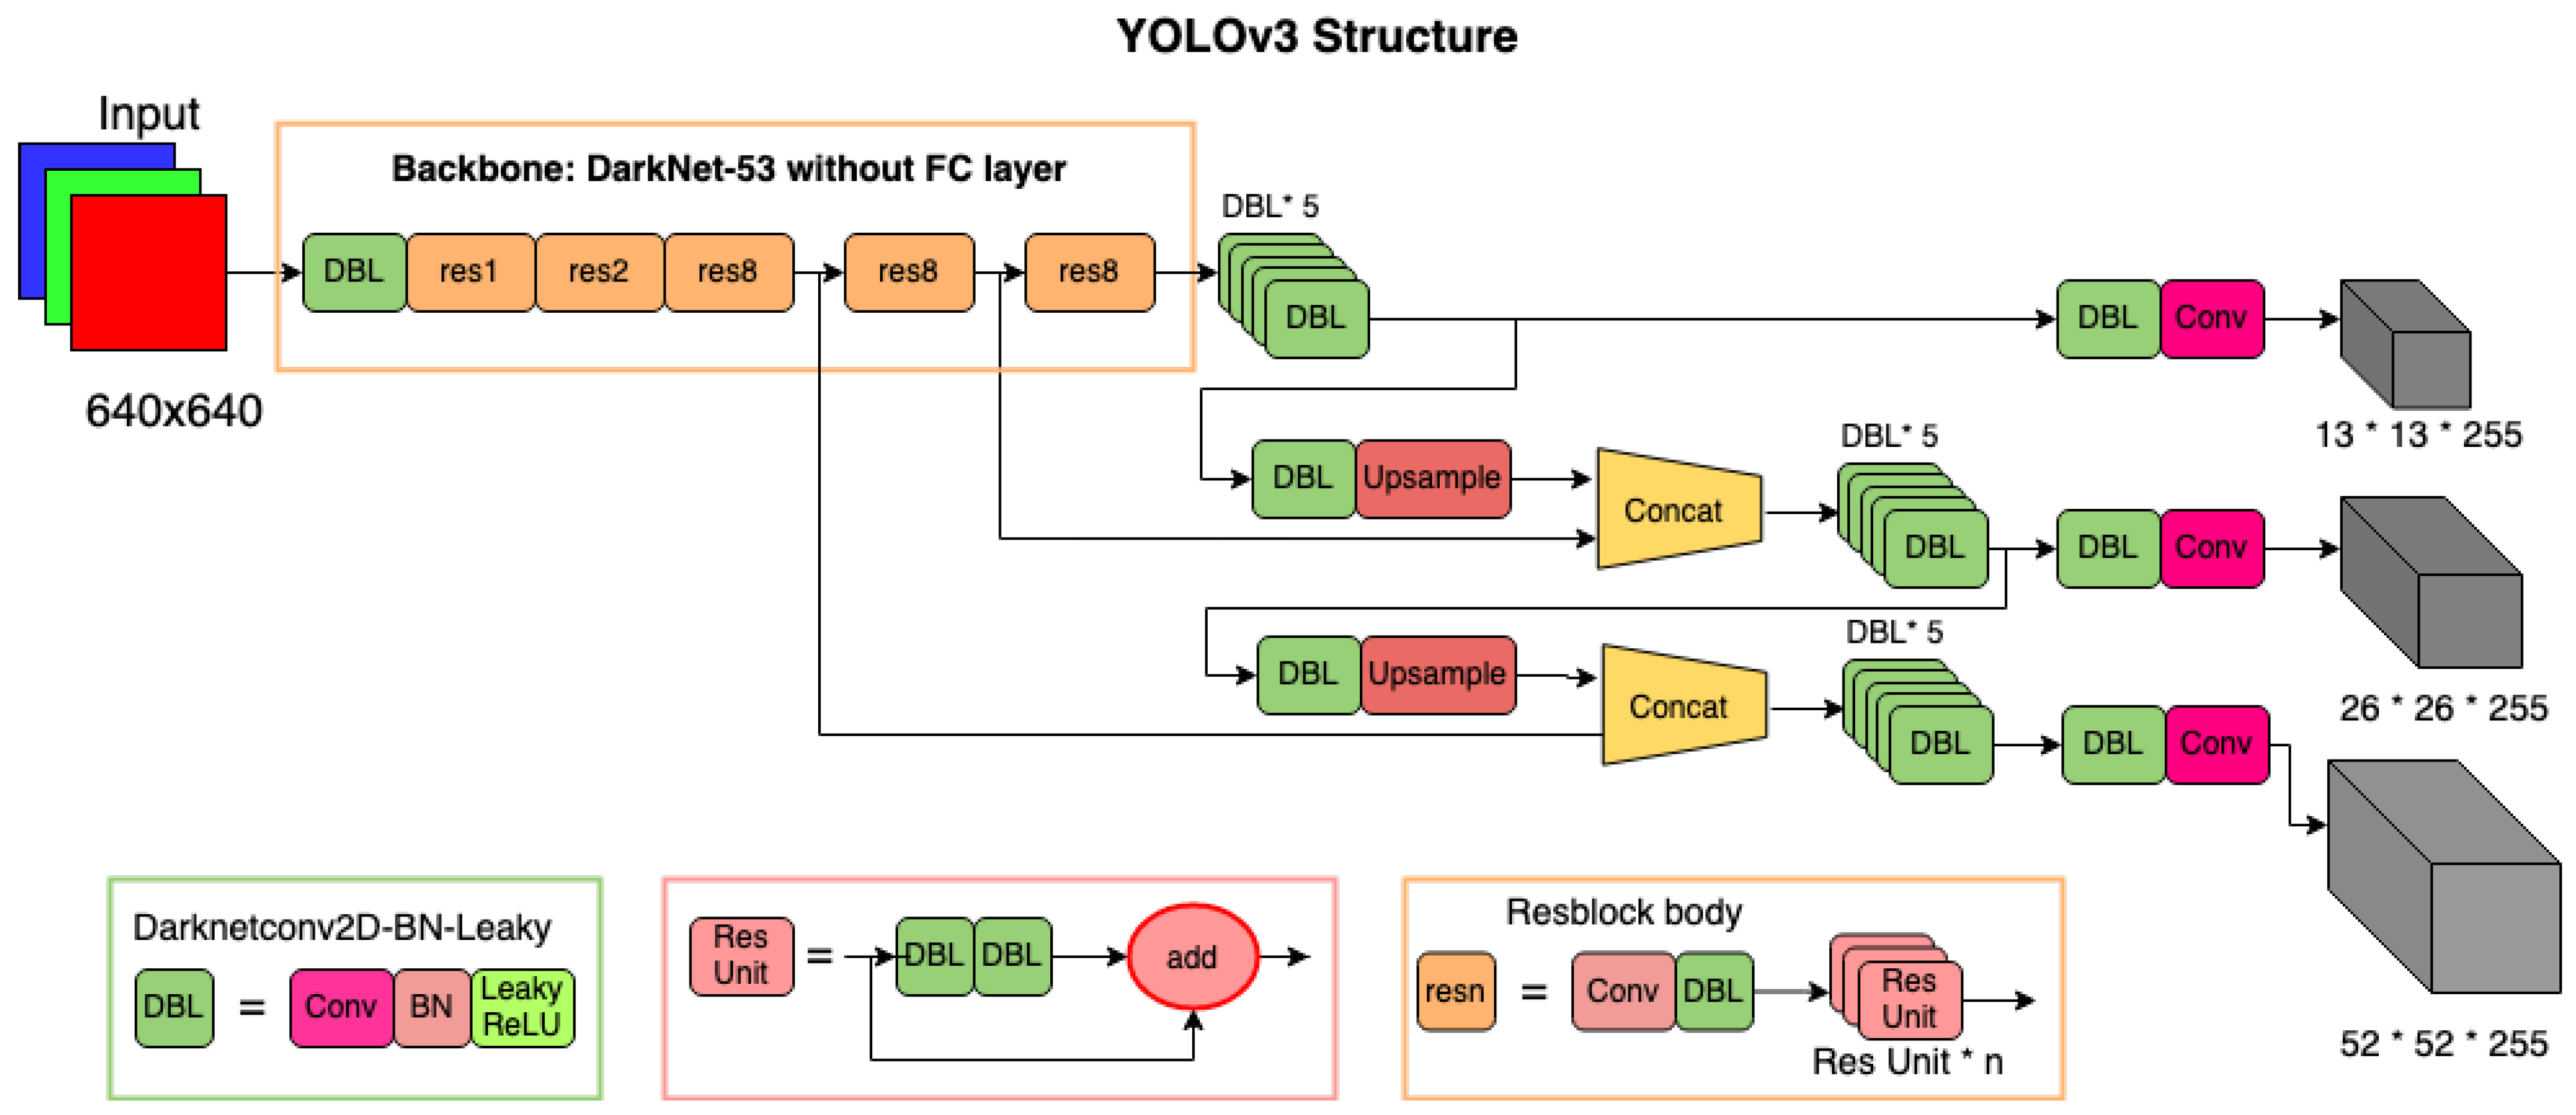 YOLOv3 Structure
Input
640x640
Backbone: DarkNet-53 without FC layer
DBL
res1
res2
res8
res8
res8
DBL* 5
DBL
DBL
Conv
13 * 13 * 255
DBL
Upsample
Concat
DBL* 5
DBL
DBL
Conv
26 * 26 * 255
DBL
Upsample
Concat
DBL* 5
DBL
DBL
Conv
52 * 52 * 255
Darknetconv2D-BN-Leaky
DBL
=
Conv
BN
Leaky
ReLU
Res
Unit
=
DBL
DBL
add
Resblock body
resn
=
Conv
DBL
Res
Unit
Res Unit * n